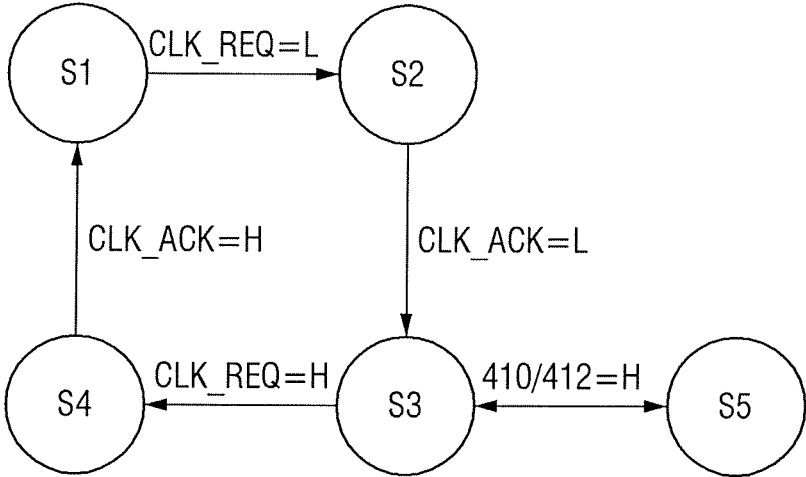 CLK_REQ=L
S1
S2
CLK_ACK=H
CLK_ACK=L
CLK_REQ=H
410/412=H
S4
S3
S5